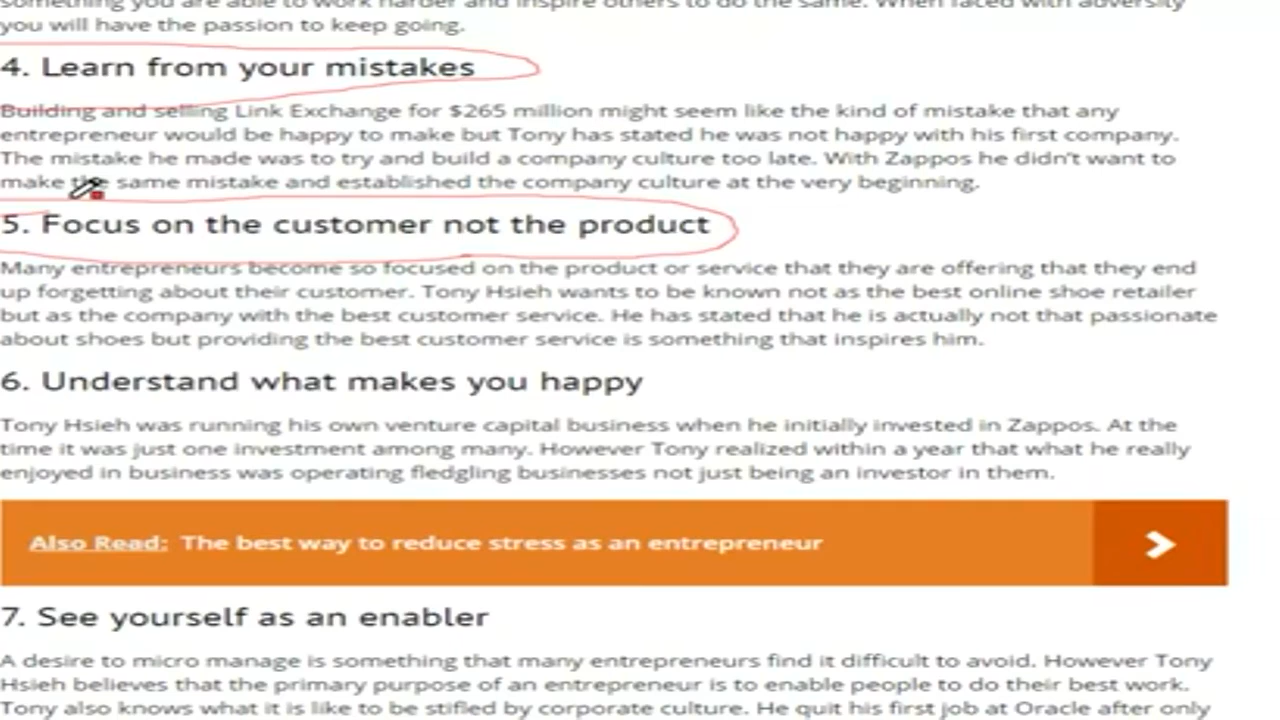 something you are able to work harder and inspire others to do the same. When faced with adversity
you will have the passion to keep going.
4. Learn from your mistakes
Building and selling Link Exchange for $265 million might seem like the kind of mistake that any
entrepreneur would be happy to make but Tony has stated he was not happy with his first company.
The mistake he made was to try and build a company culture too late. With Zappos he didn't want to
make the same mistake and established the company culture at the very beginning.
5. Focus on the customer not the product
Many entrepreneurs become so focused on the product or service that they are offering that they end
up forgetting about their customer. Tony Hsieh wants to be known not as the best online shoe retailer
but as the company with the best customer service. He has stated that he is actually not that passionate
about shoes but providing the best customer service is something that inspires him.
6. Understand what makes you happy
Tony Hsieh was running his own venture capital business when he initially invested in Zappos. At the
time it was just one investment among many. However Tony realized within a year that what he really
enjoyed in business was operating fledgling businesses not just being an investor in them.
Also Read: The best way to reduce stress as an entrepreneur
7. See yourself as an enabler
A desire to micro manage is something that many entrepreneurs find it difficult to avoid. However Tony
Hsieh believes that the primary purpose of an entrepreneur is to enable people to do their best work.
Tony also knows what it is like to be stifled by corporate culture. He quit his first job at Oracle after only